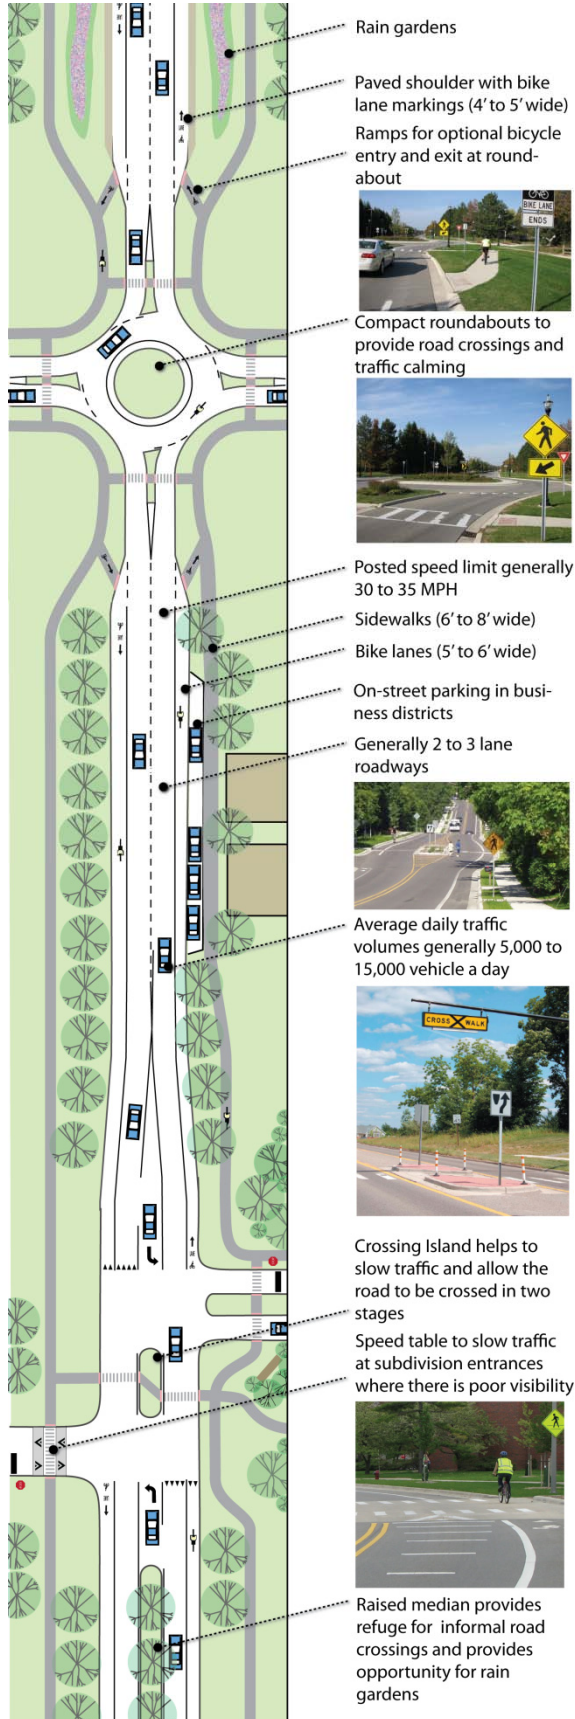 Rain gardens
Paved shoulder with bike
lane markings (4' to 5' wide)
Ramps for optional bicycle
entry and exit at round-
about
BIKE LANE
ENDS
Compact roundabouts to
provide road crossings and
traffic calming
Posted speed limit generally
30 to 35 MPH
Sidewalks (6' to 8' wide)
Bike lanes (5' to 6' wide)
On-street parking in busi-
ness districts
Generally 2 to 3 lane
roadways
Average daily traffic
volumes generally 5,000 to
15,000 vehicle a day
CROSS WALK
Crossing Island helps to
slow traffic and allow the
road to be crossed in two
stages
Speed table to slow traffic
at subdivision entrances
where there is poor visibility
Raised median provides
refuge for informal road
crossings and provides
opportunity for rain
gardens